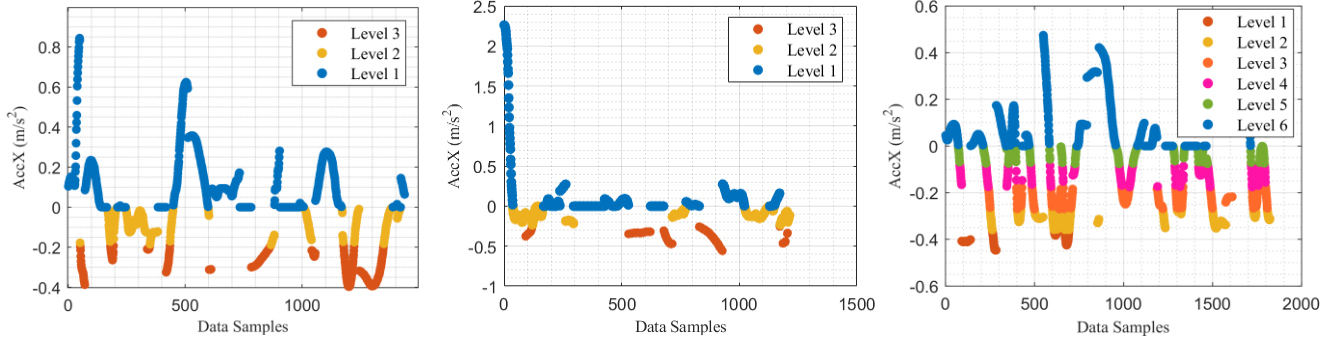 0.8
0.6
0.4
0.2
0
-0.2
-0.4
AccX (m/s²)
0 500 1000
Data Samples
Level 3
Level 2
Level 1
2.5
2
1.5
1
0.5
0
-0.5
-1
AccX (m/s²)
0 500 1000 1500
Data Samples
Level 3
Level 2
Level 1
0.6
0.4
0.2
0
-0.2
-0.4
-0.6
AccX (m/s²)
0 500 1000 1500 2000
Data Samples
Level 1
Level 2
Level 3
Level 4
Level 5
Level 6